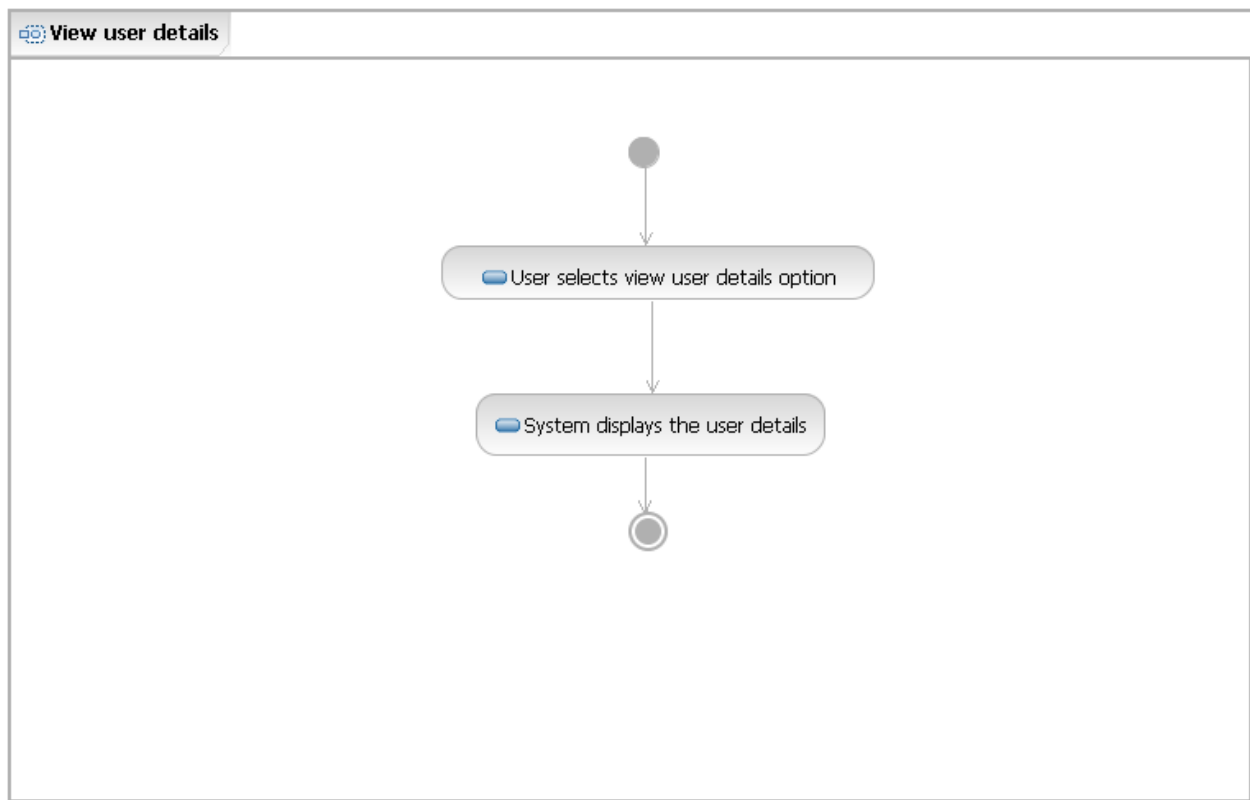 View user details
User selects view user details option
System displays the user details